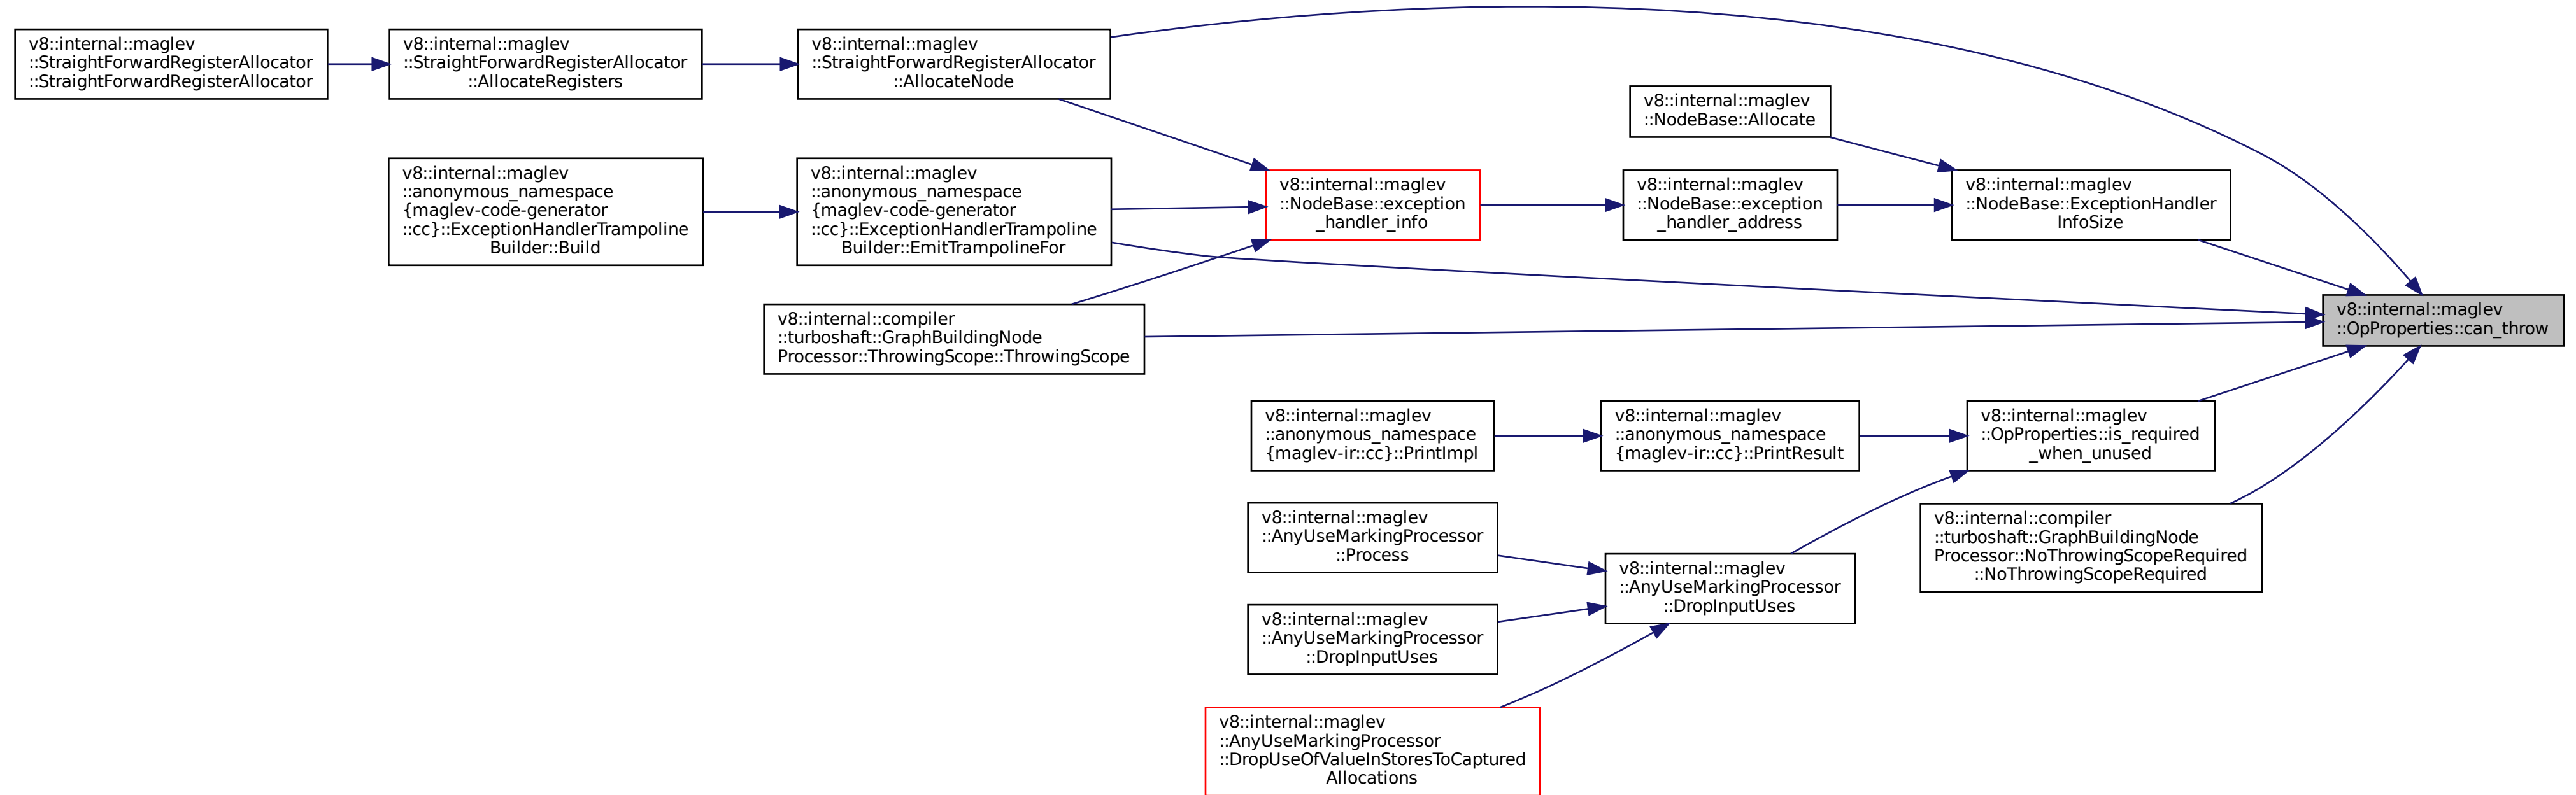 v8::internal::maglev
::StraightForwardRegisterAllocator
::StraightForwardRegisterAllocator
v8::internal::maglev
::StraightForwardRegisterAllocator
::AllocateRegisters
v8::internal::maglev
::StraightForwardRegisterAllocator
::AllocateNode
v8::internal::maglev
::NodeBase::Allocate
v8::internal::maglev
::anonymous_namespace
{maglev-code-generator
::cc}::ExceptionHandlerTrampoline
Builder::Build
v8::internal::maglev
::anonymous_namespace
{maglev-code-generator
::cc}::ExceptionHandlerTrampoline
Builder::EmitTrampolineFor
v8::internal::maglev
::NodeBase::exception
_handler_info
v8::internal::maglev
::NodeBase::exception
_handler_address
v8::internal::maglev
::NodeBase::ExceptionHandler
InfoSize
v8::internal::compiler
::turboshaft::GraphBuildingNode
Processor::ThrowingScope::ThrowingScope
v8::internal::maglev
::OpProperties::can_throw
v8::internal::maglev
::anonymous_namespace
{maglev-ir::cc}::PrintImpl
v8::internal::maglev
::anonymous_namespace
{maglev-ir::cc}::PrintResult
v8::internal::maglev
::OpProperties::is_required
_when_unused
v8::internal::maglev
::AnyUseMarkingProcessor
::Process
v8::internal::compiler
::turboshaft::GraphBuildingNode
Processor::NoThrowingScopeRequired
::NoThrowingScopeRequired
v8::internal::maglev
::AnyUseMarkingProcessor
::DropInputUses
v8::internal::maglev
::AnyUseMarkingProcessor
::DropInputUses
v8::internal::maglev
::AnyUseMarkingProcessor
::DropUseOfValueInStoresToCaptured
Allocations